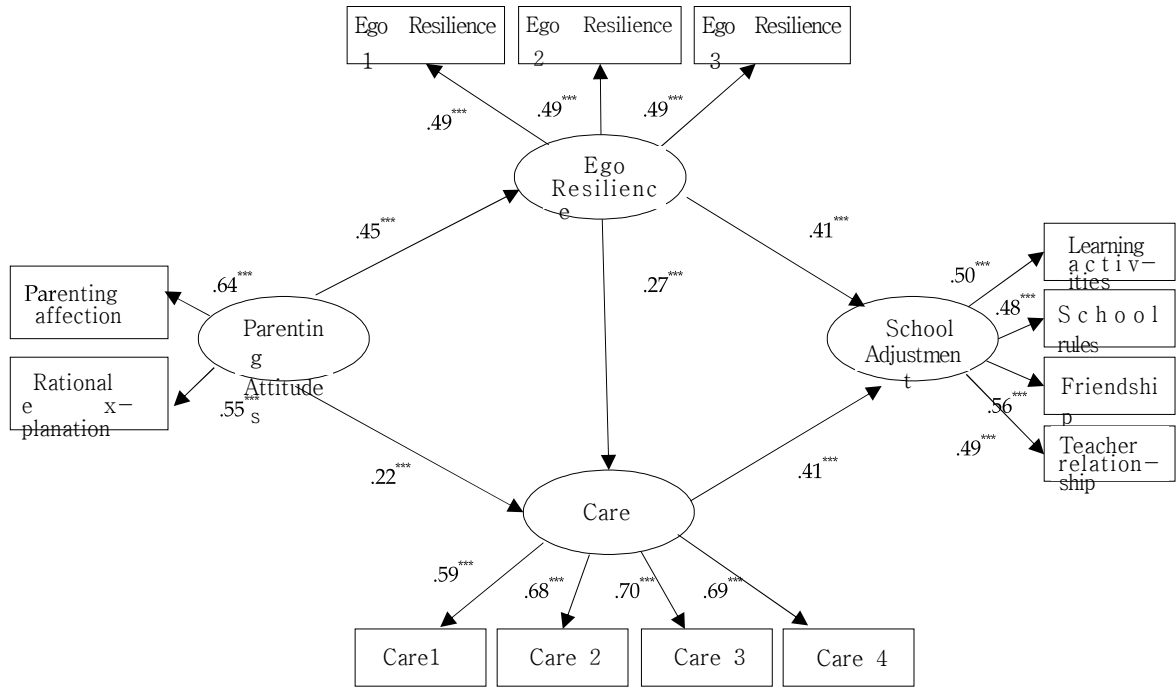 Ego Resilience
1
Ego Resilience
2
Ego Resilience
3
.49***
.49***
.49***
Ego
Resilienc
e
.45***
.41***
.27***
Parenting
affection
.64***
Rational
e x-
planation
.55***
Parentin
g
Attitude
s
School
Adjustmen
t
.50***
.48***
.56***
.49***
Learning
activ-
ities
School
rules
Friendshi
p
Teacher
relation-
ship
.22***
.41***
Care
.59***
.68***
.70***
.69***
Care1
Care 2
Care 3
Care 4